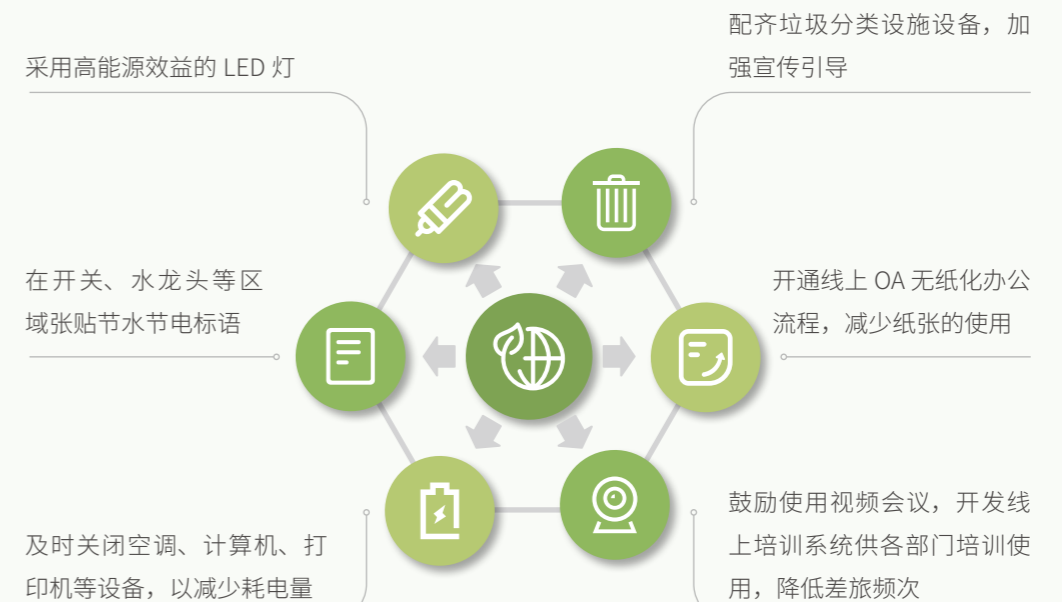 采用高能源效益的 LED 灯
配齐垃圾分类设施设备，加
强宣传引导
在开关、水龙头等区
域张贴节水节电标语
开通线上 OA 无纸化办公
流程，减少纸张的使用
及时关闭空调、计算机、打
印机等设备，以减少耗电量
鼓励使用视频会议，开发线
上培训系统供各部门培训使
用，降低差旅频次